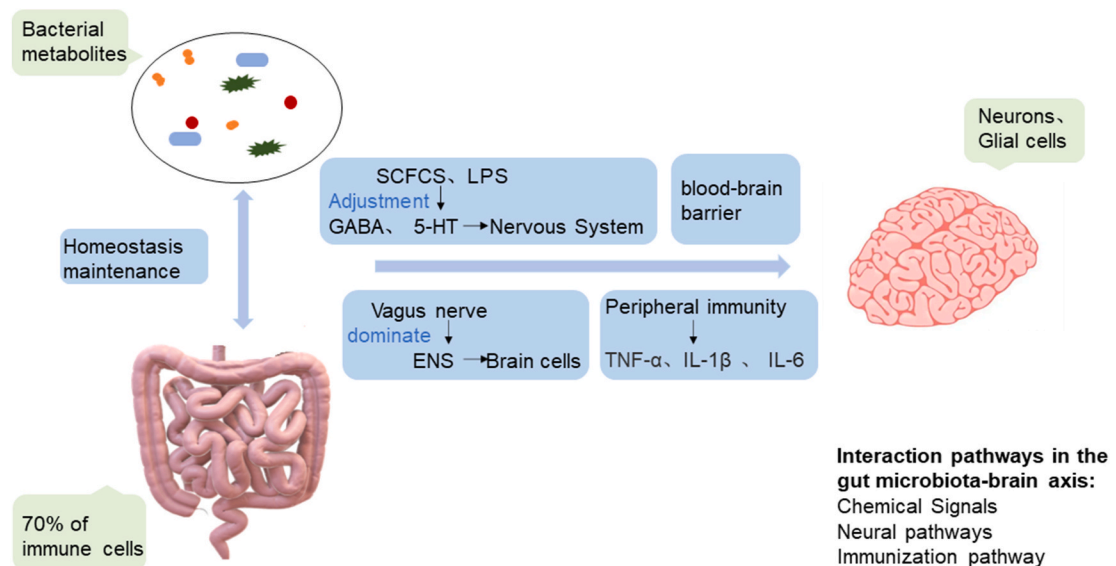 Bacterial
metabolites
Neurons、
Glial cells
SCFCS、LPS
Adjustment
GABA、 5-HT
Nervous System
blood-brain
barrier
Homeostasis
maintenance
Vagus nerve
dominate
ENS
Brain cells
Peripheral immunity
TNF-α、IL-1β 、 IL-6
70% of
immune cells
Interaction pathways in the
gut microbiota-brain axis:
Chemical Signals
Neural pathways
Immunization pathway